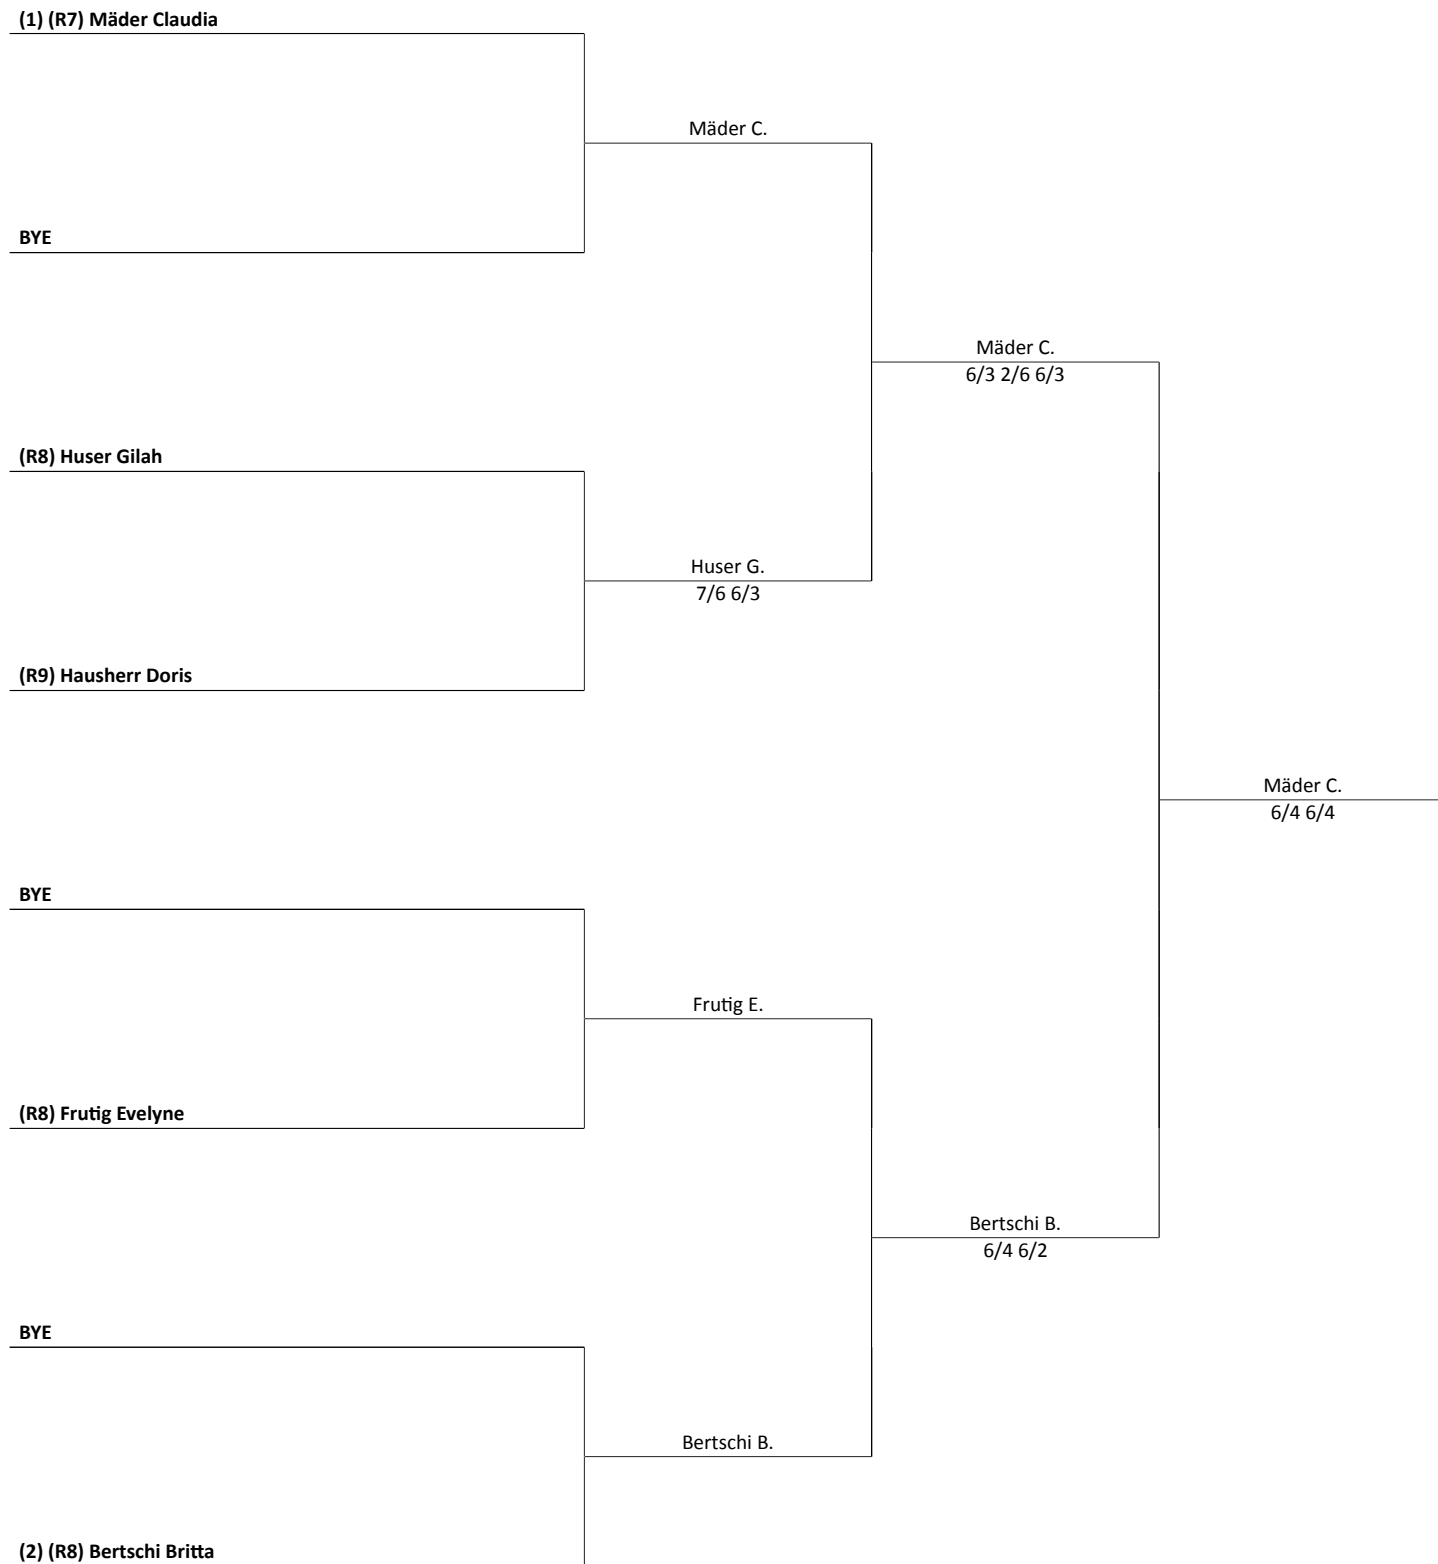 (1) (R7) Mäder Claudia
Mäder C.
BYE
Mäder C.
6/3 2/6 6/3
(R8) Huser Gilah
Huser G.
7/6 6/3
(R9) Hausherr Doris
Mäder C.
6/4 6/4
BYE
Frutig E.
(R8) Frutig Evelyne
Bertschi B.
6/4 6/2
BYE
Bertschi B.
(2) (R8) Bertschi Britta